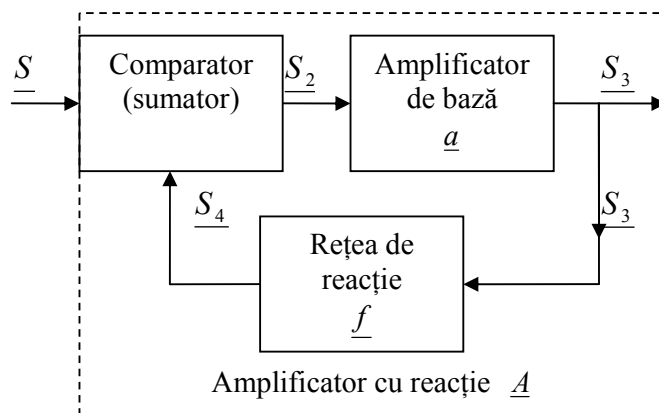 S
Comparator
(sumator)
S₂
Amplificator
de bază
a
S₃
S₄
Rețea de
reacție
f
S₃
Amplificator cu reacție A